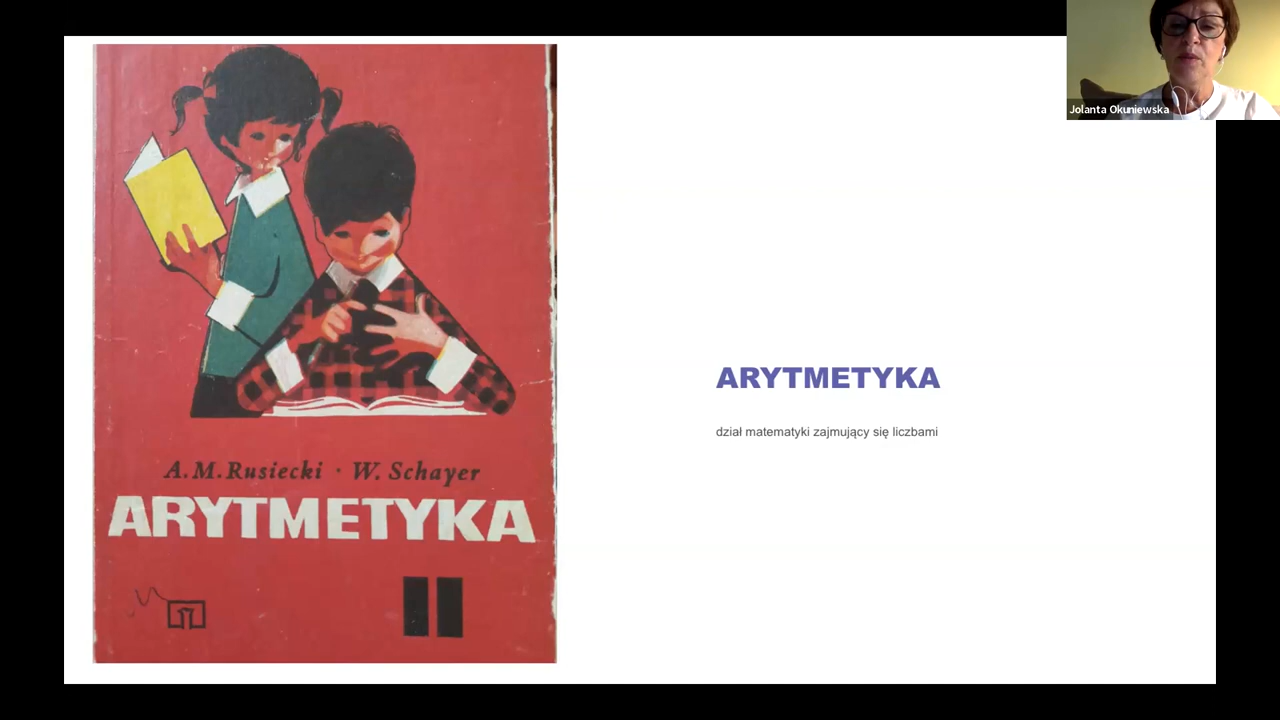 Jolanta Okuniewska
A. M. Rusiecki · W. Schayer
ARYTMETYKA
II
ARYTMETYKA
dział matematyki zajmujący się liczbami